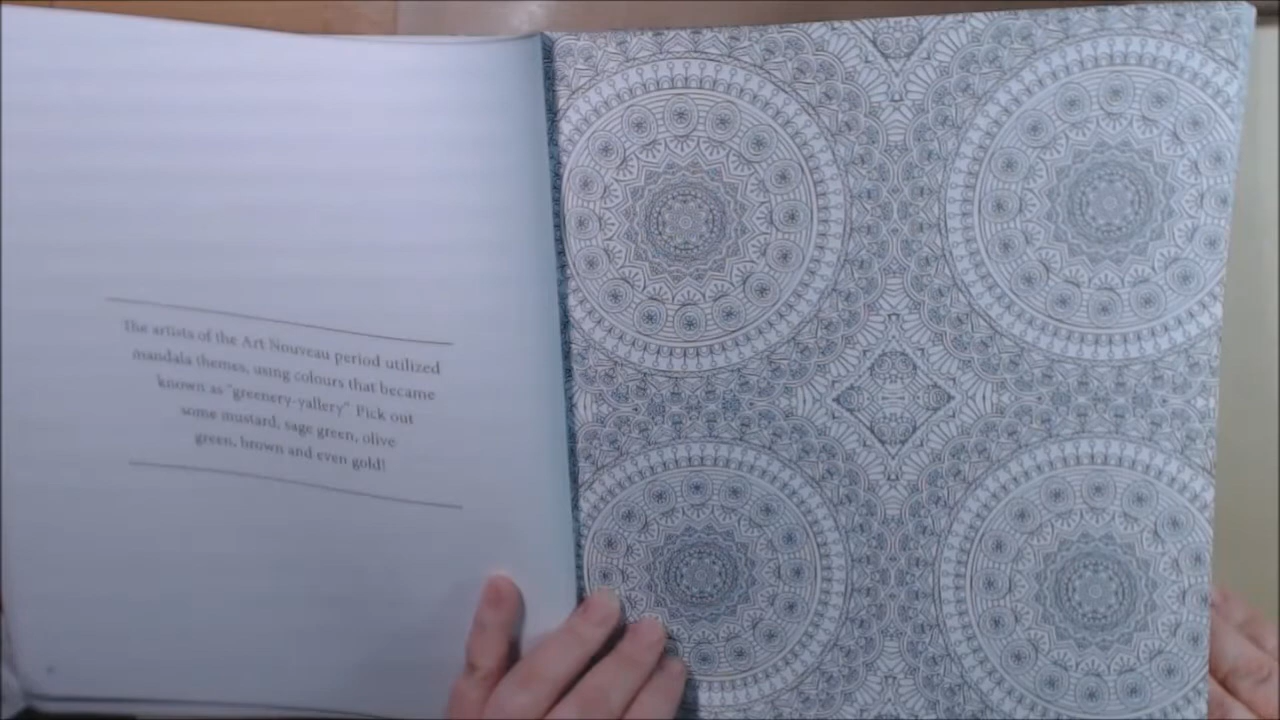 The artists of the Art Nouveau period utilized
mandala themes, using colours that became
known as "greenery-yallery". Pick out
some mustard, sage green, olive
green, brown and even gold!